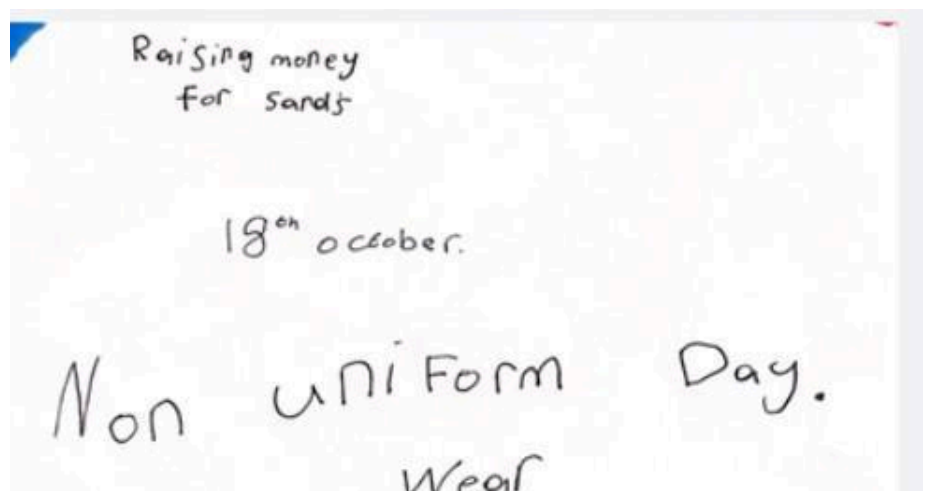 Raising money
for Sands
18th october.
Non uniform Day.
Wear